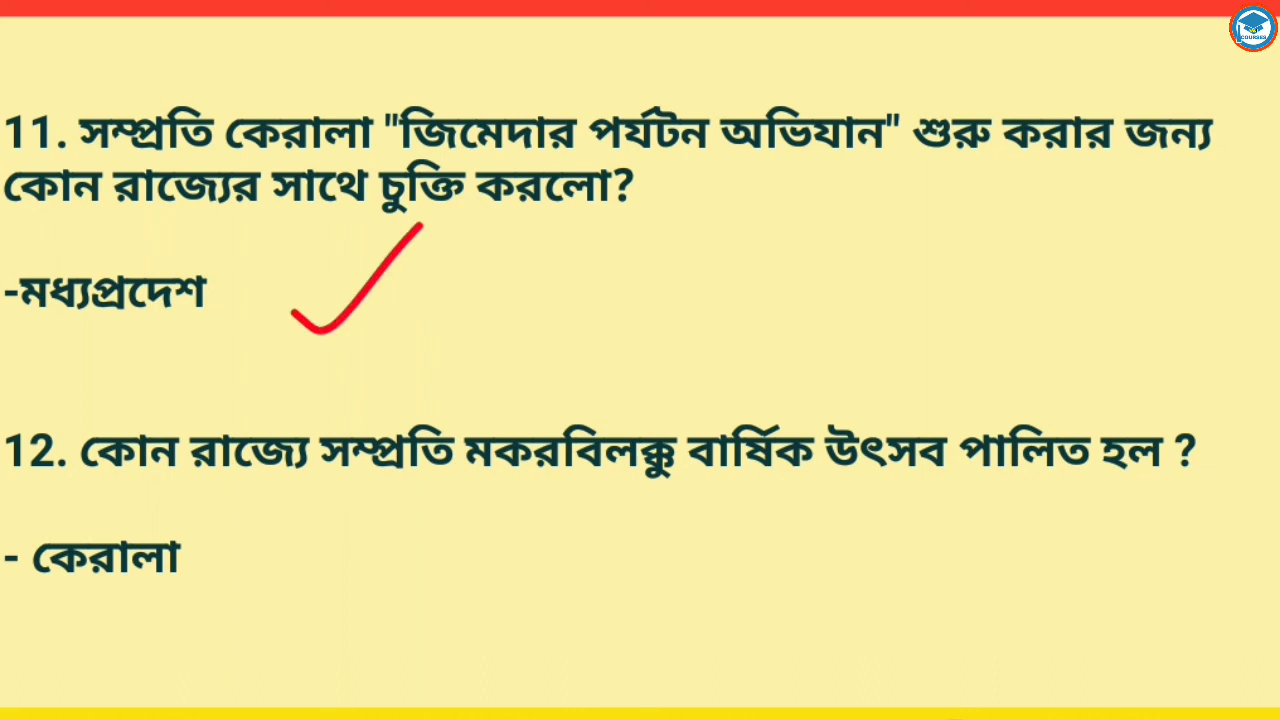 11. সম্প্রতি কেরালা "জিমেদার পর্যটন অভিযান" শুরু করার জন্য
কোন রাজ্যের সাথে চুক্তি করলো?
-মধ্যপ্রদেশ
12. কোন রাজ্যে সম্প্রতি মকরবিলক্কু বার্ষিক উৎসব পালিত হল ?
- কেরালা
COURSES